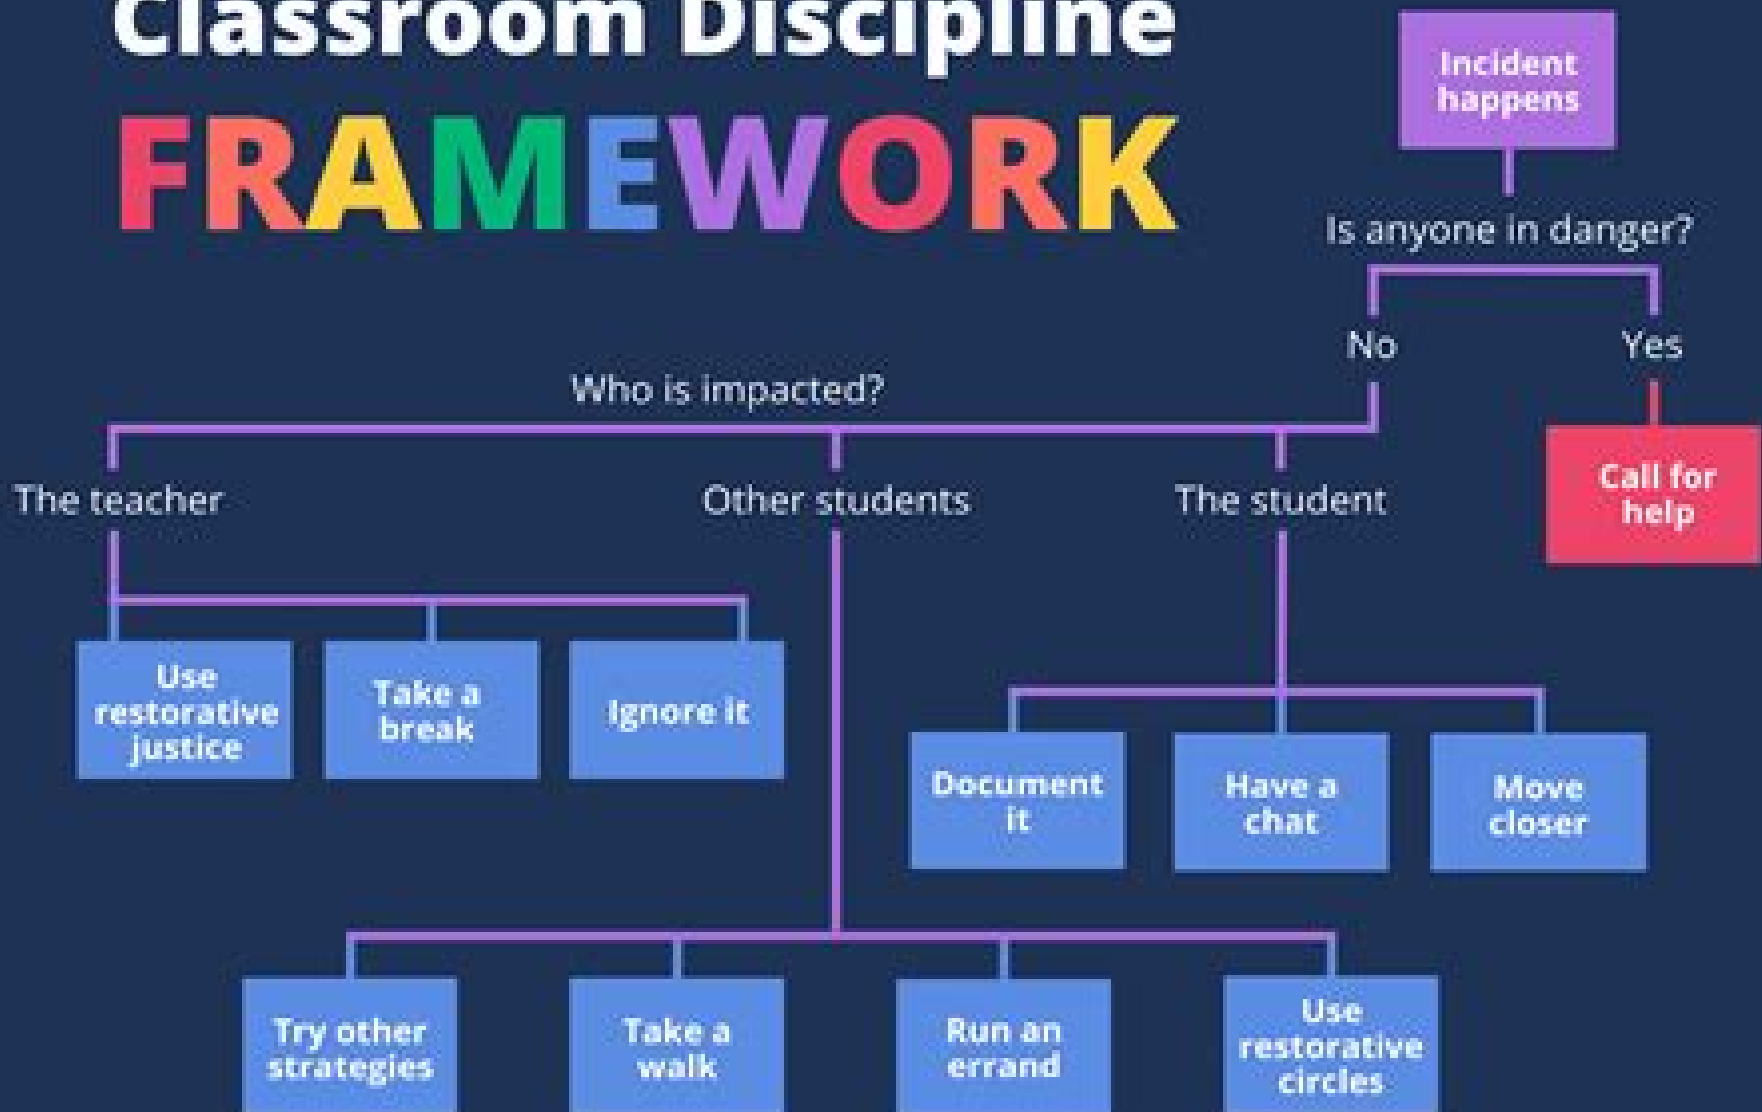 Classroom Discipline
FRAMEWORK
Incident
happens
Is anyone in danger?
No
Yes
Call for
help
Who is impacted?
The teacher
Other students
The student
Use
restorative
justice
Take a
break
Ignore it
Document
it
Have a
chat
Move
closer
Try other
strategies
Take a
walk
Run an
errand
Use
restorative
circles